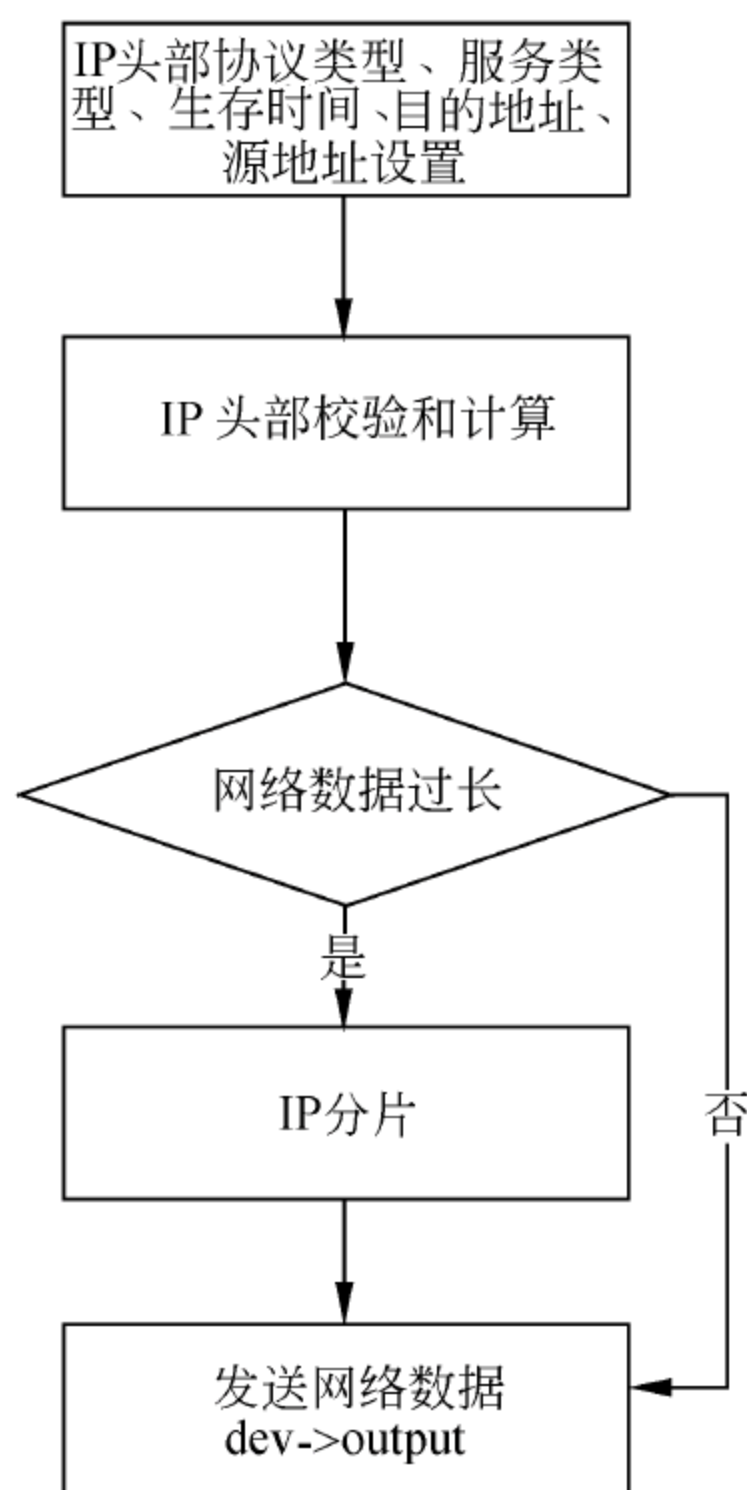 IP头部协议类型、服务类
型、生存时间、目的地址、
源地址设置
IP 头部校验和计算
网络数据过长
是
IP分片
否
发送网络数据
dev->output